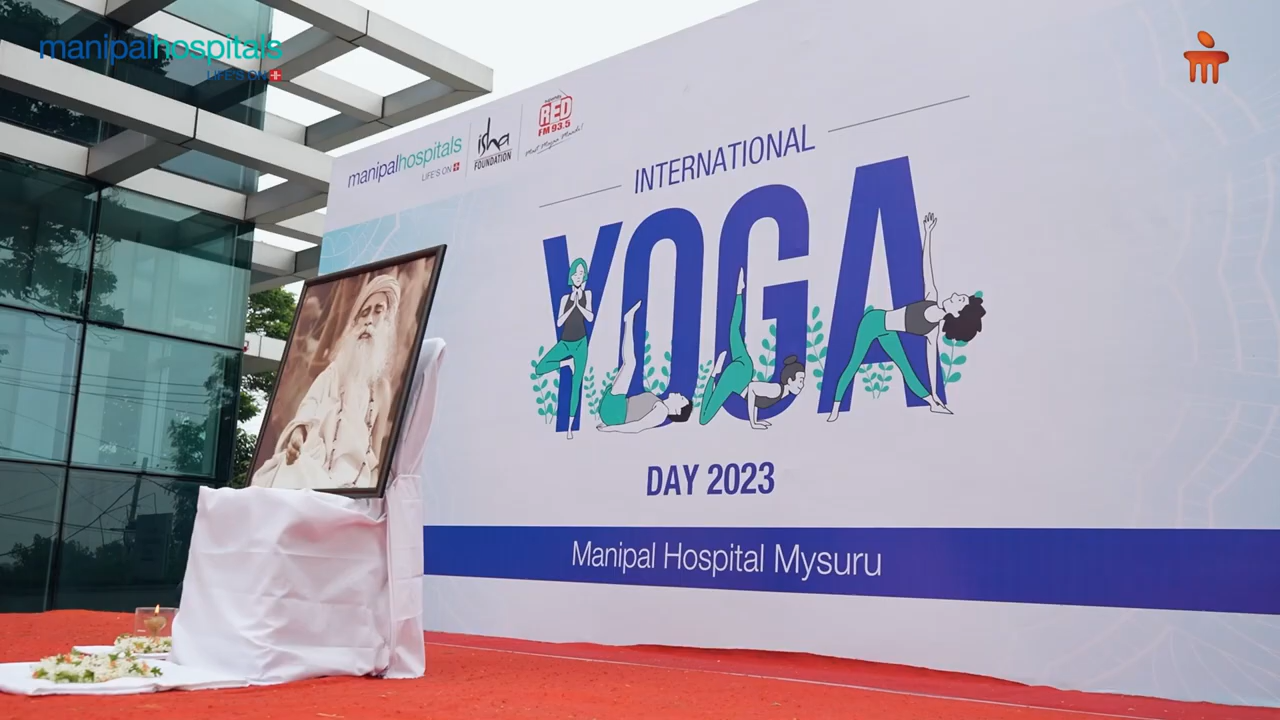 manipalhospitals
LIFE'S ON
manipalhospitals
LIFE'S ON
isha
FOUNDATION
RED
FM 93.5
INTERNATIONAL
YOGA
DAY 2023
Manipal Hospital Mysuru